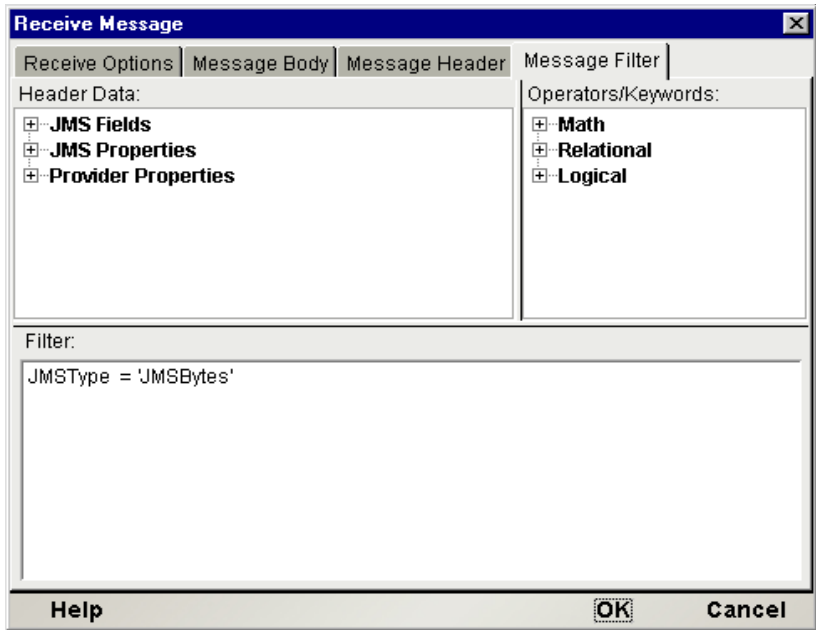 Receive Message
Receive Options Message Body Message Header Message Filter
Header Data:
JMS Fields
JMS Properties
Provider Properties
Operators/Keywords:
Math
Relational
Logical
Filter:
JMSType = 'JMSBytes'
Help OK Cancel